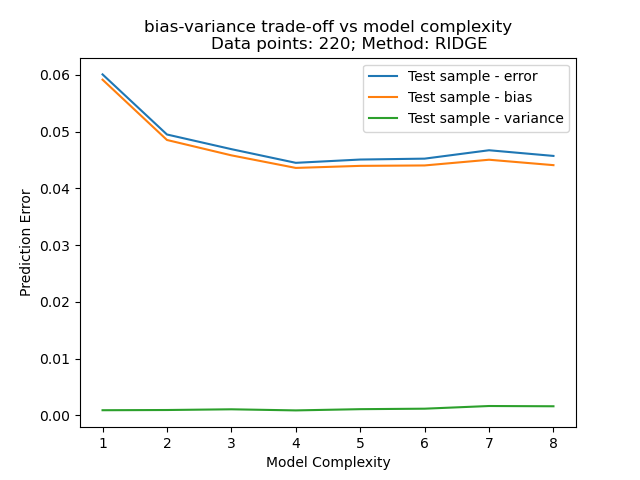 bias-variance trade-off vs model complexity
Data points: 220; Method: RIDGE
Test sample - error
Test sample - bias
Test sample - variance
Prediction Error
0.06
0.05
0.04
0.03
0.02
0.01
0.00
1 2 3 4 5 6 7 8
Model Complexity